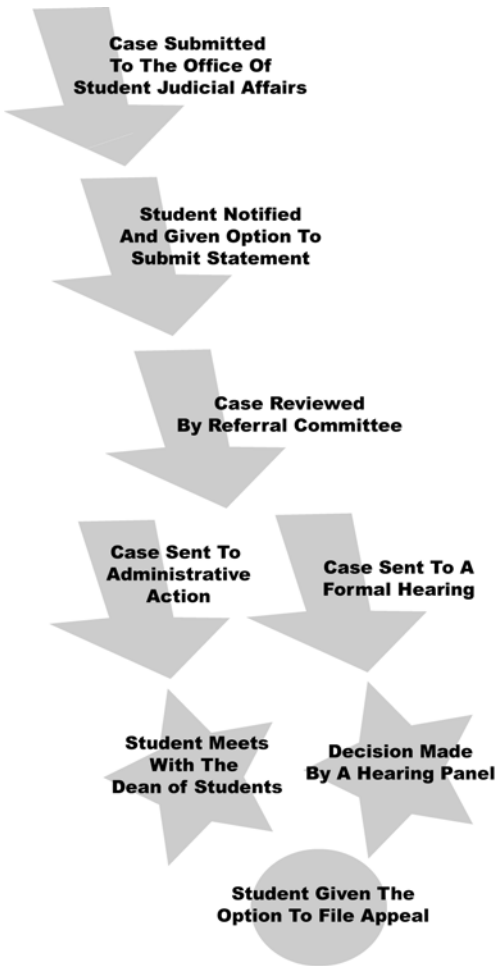 Case Submitted
To The Office Of
Student Judicial Affairs
Student Notified
And Given Option To
Submit Statement
Case Reviewed
By Referral Committee
Case Sent To
Administrative
Action
Case Sent To A
Formal Hearing
Student Meets
With The
Dean of Students
Decision Made
By A Hearing Panel
Student Given The
Option To File Appeal